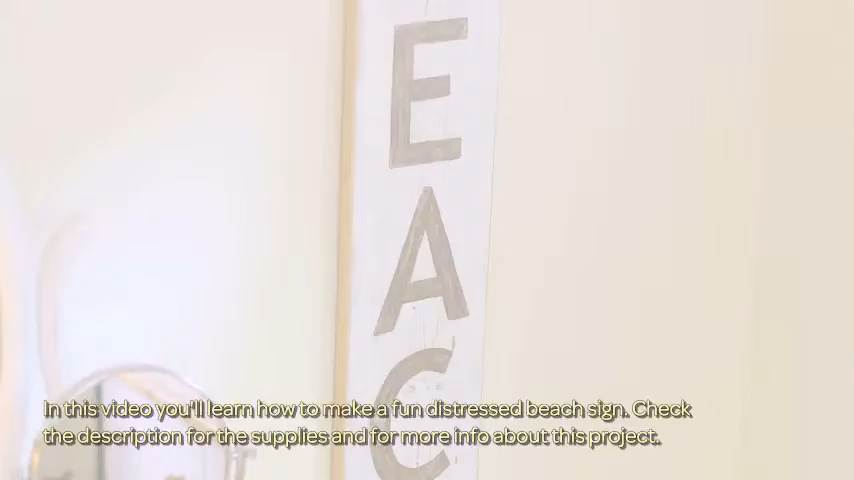 E
A
C
In this video you'll learn how to make a fun distressed beach sign. Check
the description for the supplies and for more info about this project.